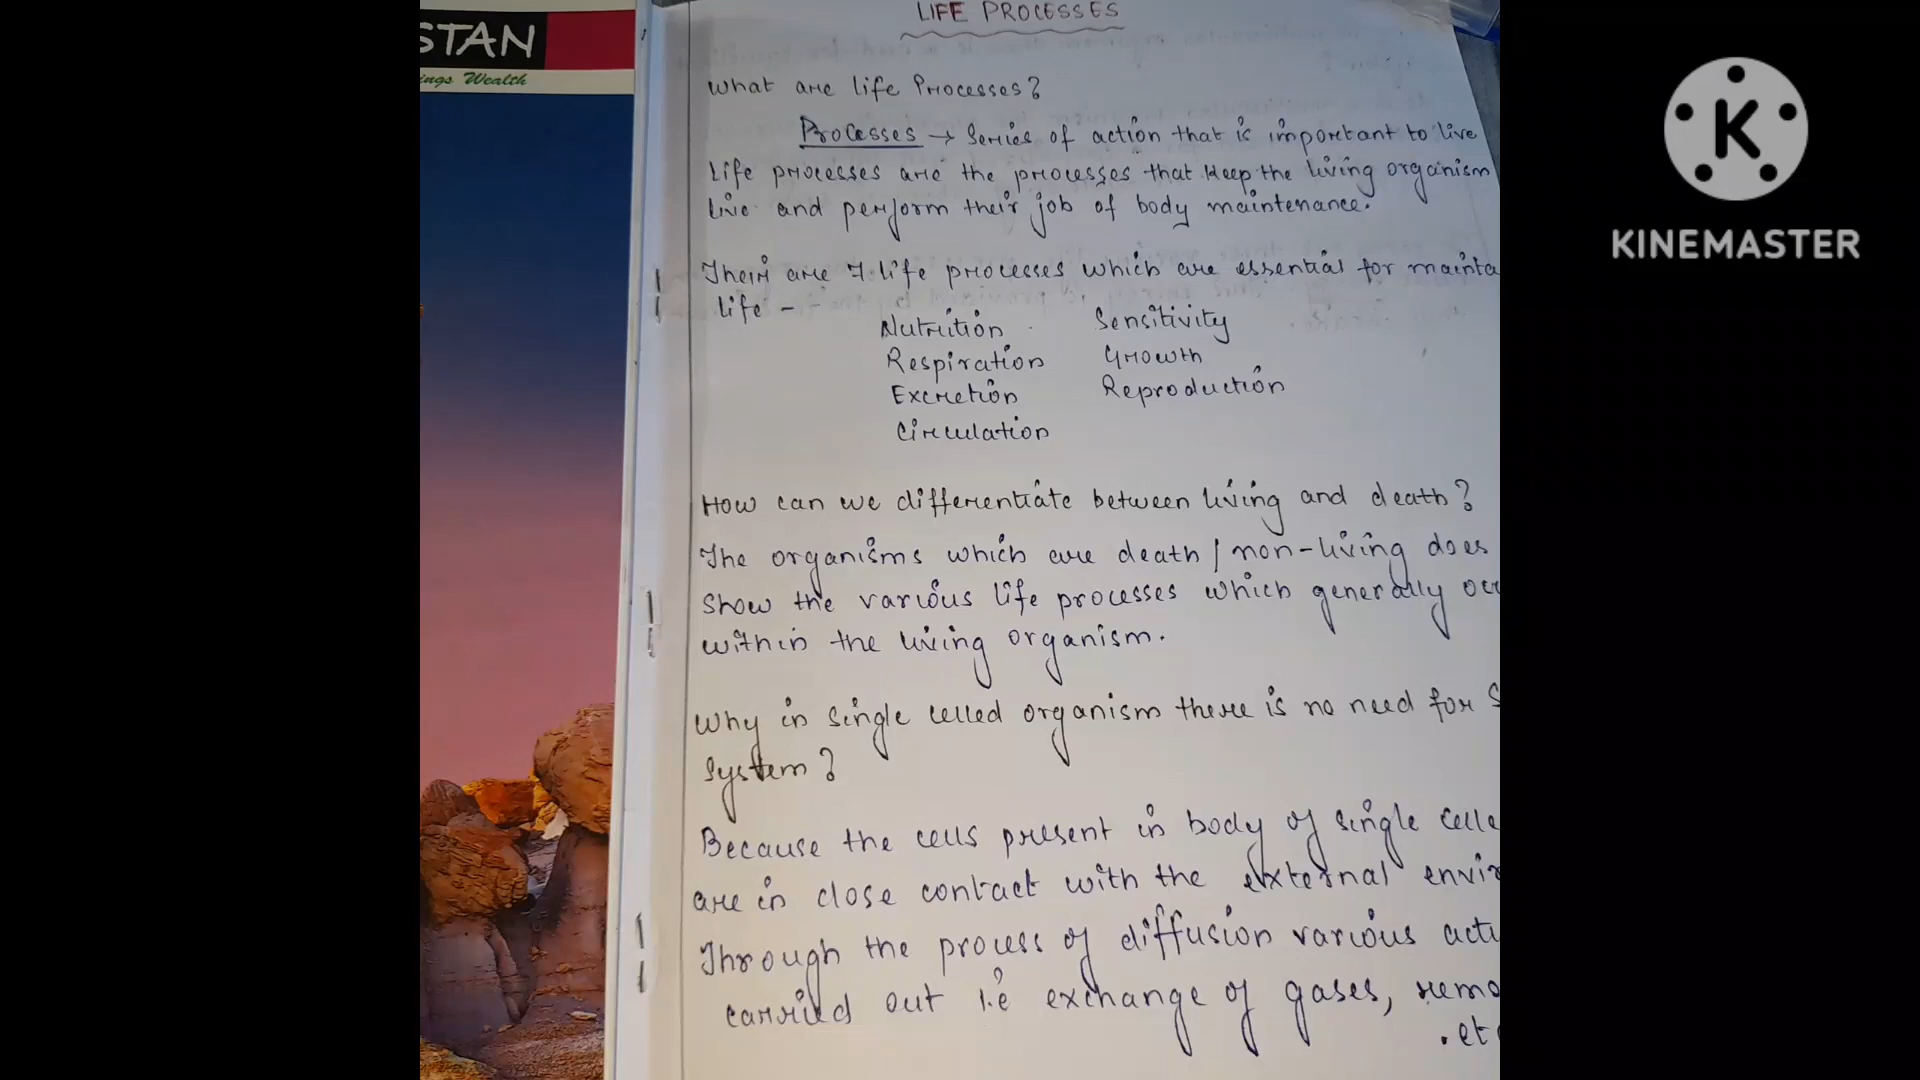 STAN
ings Wealth
LIFE PROCESSES
What are life Processes?
Processes → Series of action that is important to live
Life processes are the processes that keep the living organism
live and perform their job of body maintenance.
Their are 7 life processes which are essential for mainta
life -
Nutrition Sensitivity
Respiration Growth
Excretion Reproduction
Circulation
How can we differentiate between living and death?
The organisms which are death / non-living does
show the various life processes which generally occ
within the living organism.
Why in single celled organism there is no need for S
system?
Because the cells present in body of single celle
are in close contact with the external envir
Through the process of diffusion various acti
carried out i.e exchange of gases, remo
etc
K
KINEMASTER